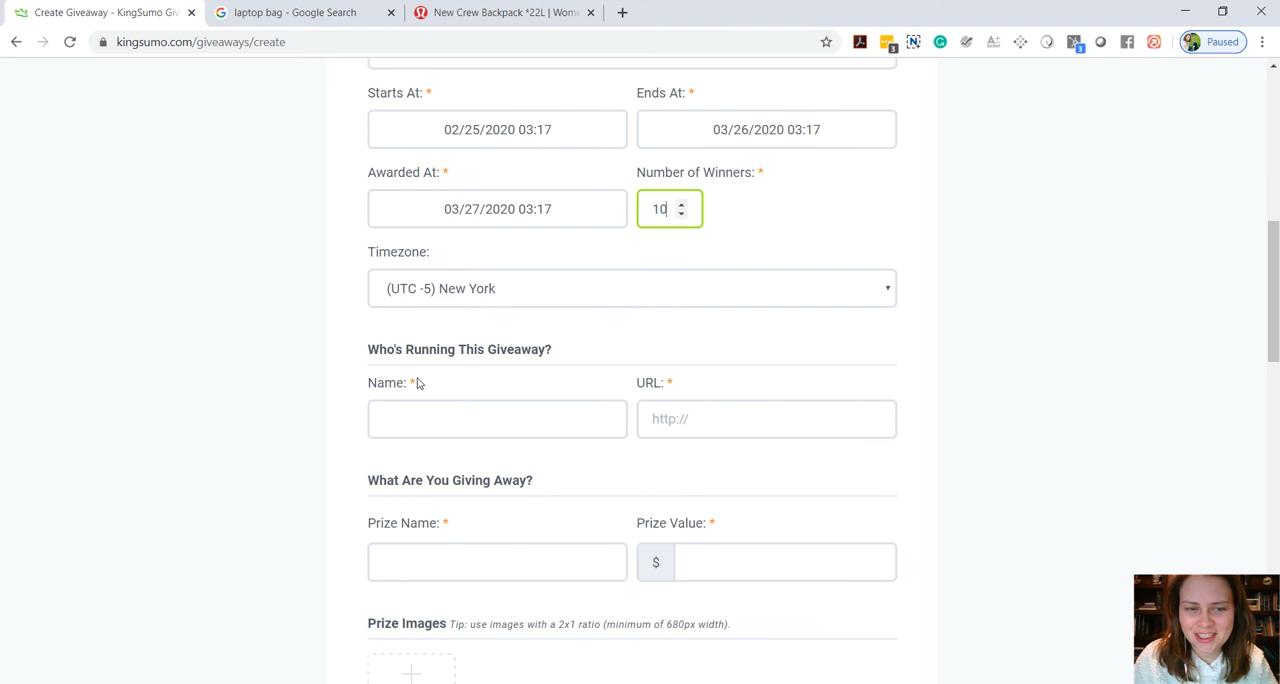 Create Giveaway - KingSumo Giv
laptop bag - Google Search
New Crew Backpack *22L | Wom
kingsumo.com/giveaways/create
Paused
Starts At: *
Ends At: *
02/25/2020 03:17
03/26/2020 03:17
Awarded At: *
Number of Winners: *
03/27/2020 03:17
10
Timezone:
(UTC -5) New York
Who's Running This Giveaway?
Name: *
URL: *
http://
What Are You Giving Away?
Prize Name: *
Prize Value: *
$
Prize Images Tip: use images with a 2x1 ratio (minimum of 680px width).